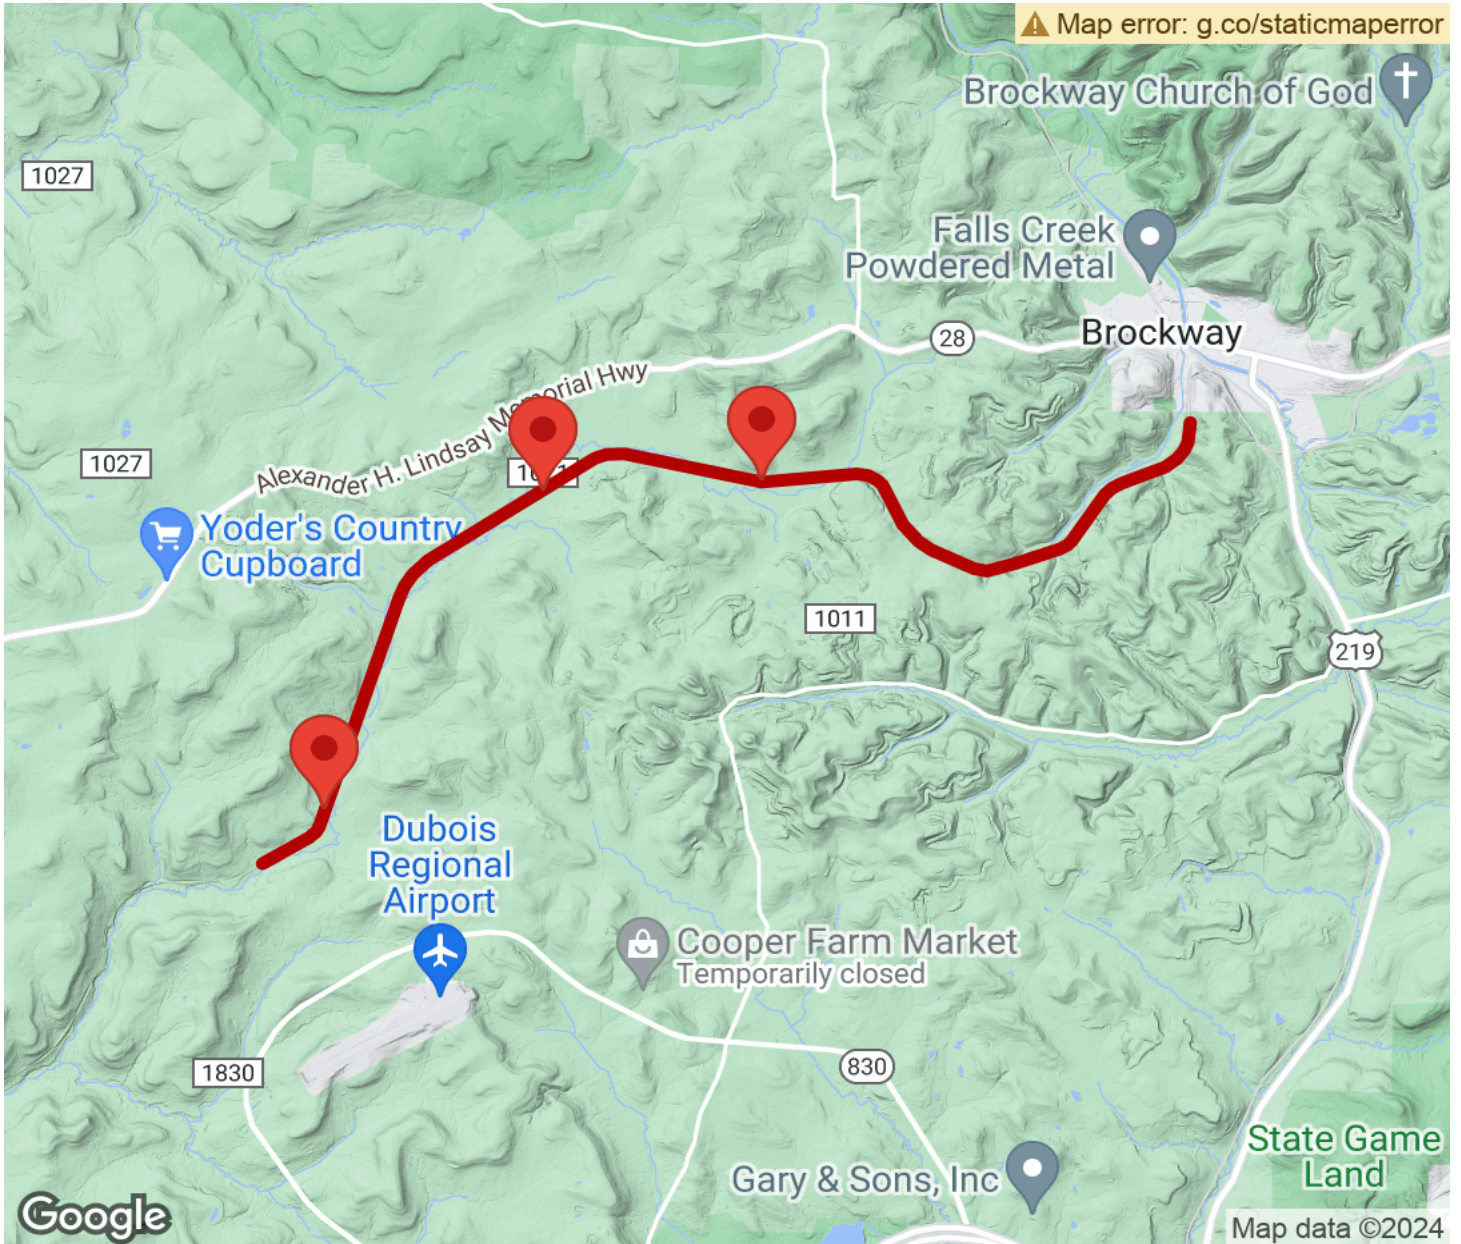 Map error: g.co/staticmaperror
Brockway Church of God
1027
Falls Creek
Powdered Metal
28
Brockway
Alexander H. Lindsay Memorial Hwy
1027
Yoder's Country
Cupboard
1011
219
Dubois
Regional
Airport
Cooper Farm Market
Temporarily closed
1830
830
State Game
Land
Gary & Sons, Inc
Google
Map data ©2024